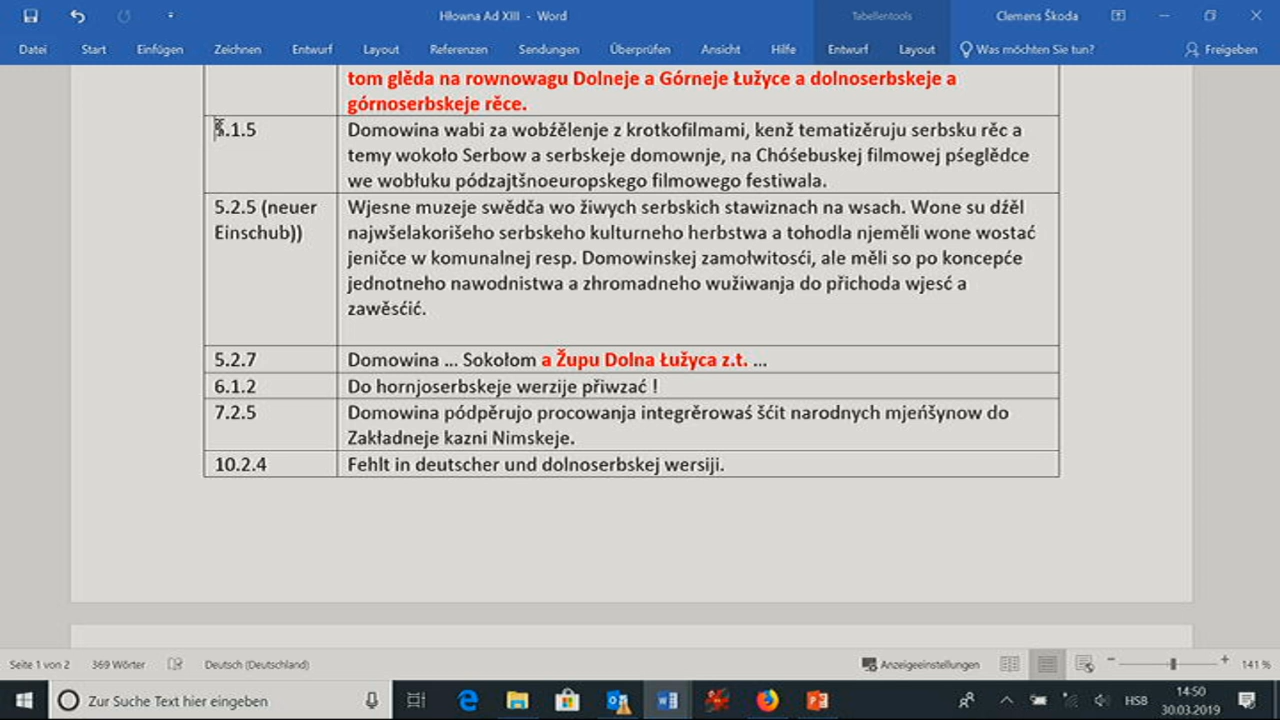 Hłowna Ad XIII - Word
Tabellentools
Clemens Škoda
Datei Start Einfügen Zeichnen Entwurf Layout Referenzen Sendungen Überprüfen Ansicht Hilfe Entwurf Layout Was möchten Sie tun? Freigeben
tom glěda na rownowagu Dolneje a Górneje Łužyce a dolnoserbskeje a
górnoserbskeje rěce.
5.1.5 Domowina wabi za wobźělenje z krotkofilmami, kenž tematizěruju serbsku rěc a
temy wokoło Serbow a serbskeje domownje, na Chóśebuskej filmowej pśeglědce
we wobłuku pódzajtšnoeuropskego filmowego festiwala.
5.2.5 (neuer Wjesne muzeje swědča wo žiwych serbskich stawiznach na wsach. Wone su dźěl
Einschub)) najwšelakorišeho serbskeho kulturneho herbstwa a tohodla njeměli wone wostać
jeničce w komunalnej resp. Domowinskej zamołwitosći, ale měli so po koncepće
jednotneho nawodnistwa a zhromadneho wužiwanja do přichoda wjesć a
zawěsćić.
5.2.7 Domowina ... Sokołom a Župu Dolna Łužyca z.t. ...
6.1.2 Do hornjoserbskeje werzije přiwzać !
7.2.5 Domowina pódpěrujo procowanja integrěrowaś šćit narodnych mjeńšynow do
Zakładneje kazni Nimskeje.
10.2.4 Fehlt in deutscher und dolnoserbskej wersiji.
Seite 1 von 2 369 Wörter Deutsch (Deutschland) Anzeigeeinstellungen 141 %
Zur Suche Text hier eingeben HSB 14:50
30.03.2019